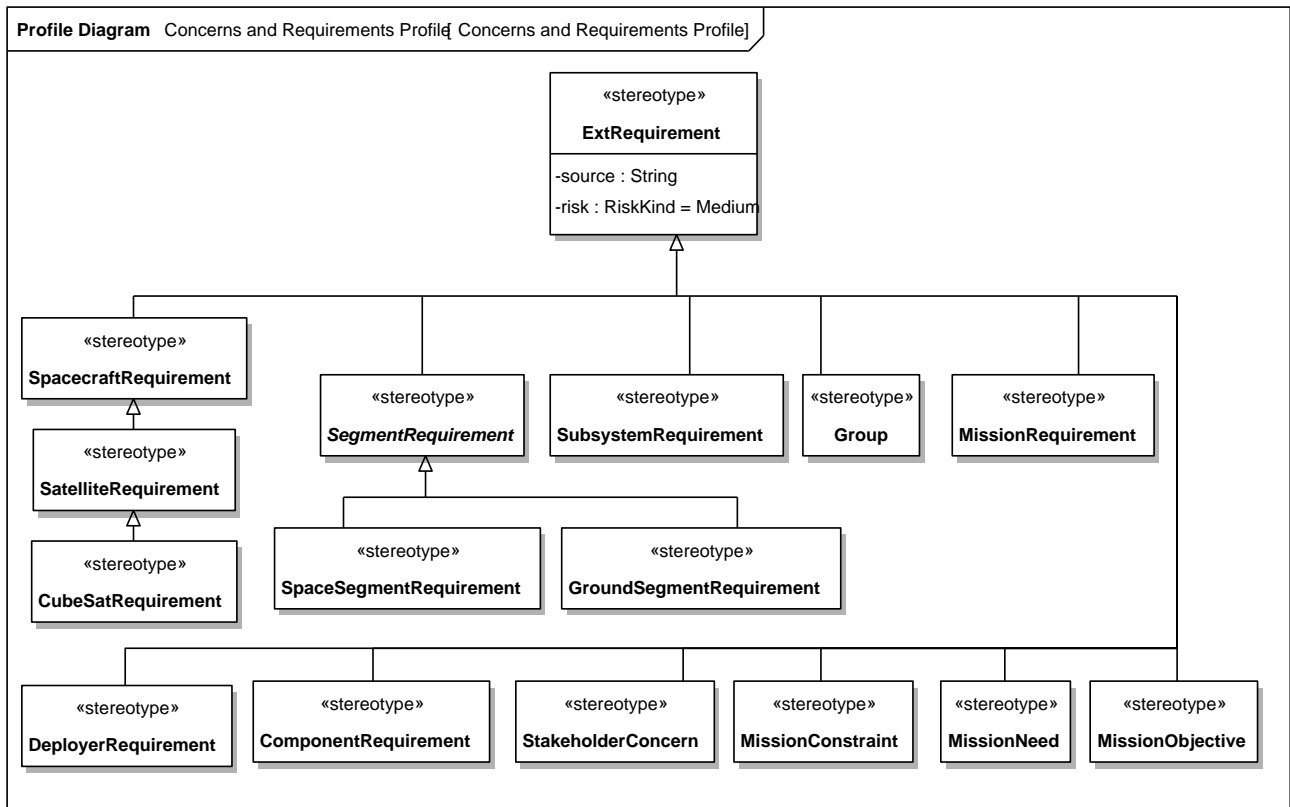 Profile Diagram Concerns and Requirements Profile[ Concerns and Requirements Profile]
«stereotype»
ExtRequirement
-source : String
-risk : RiskKind = Medium
«stereotype»
SpacecraftRequirement
«stereotype»
SegmentRequirement
«stereotype»
SubsystemRequirement
«stereotype»
Group
«stereotype»
MissionRequirement
«stereotype»
SatelliteRequirement
«stereotype»
CubeSatRequirement
«stereotype»
SpaceSegmentRequirement
«stereotype»
GroundSegmentRequirement
«stereotype»
DeployerRequirement
«stereotype»
ComponentRequirement
«stereotype»
StakeholderConcern
«stereotype»
MissionConstraint
«stereotype»
MissionNeed
«stereotype»
MissionObjective